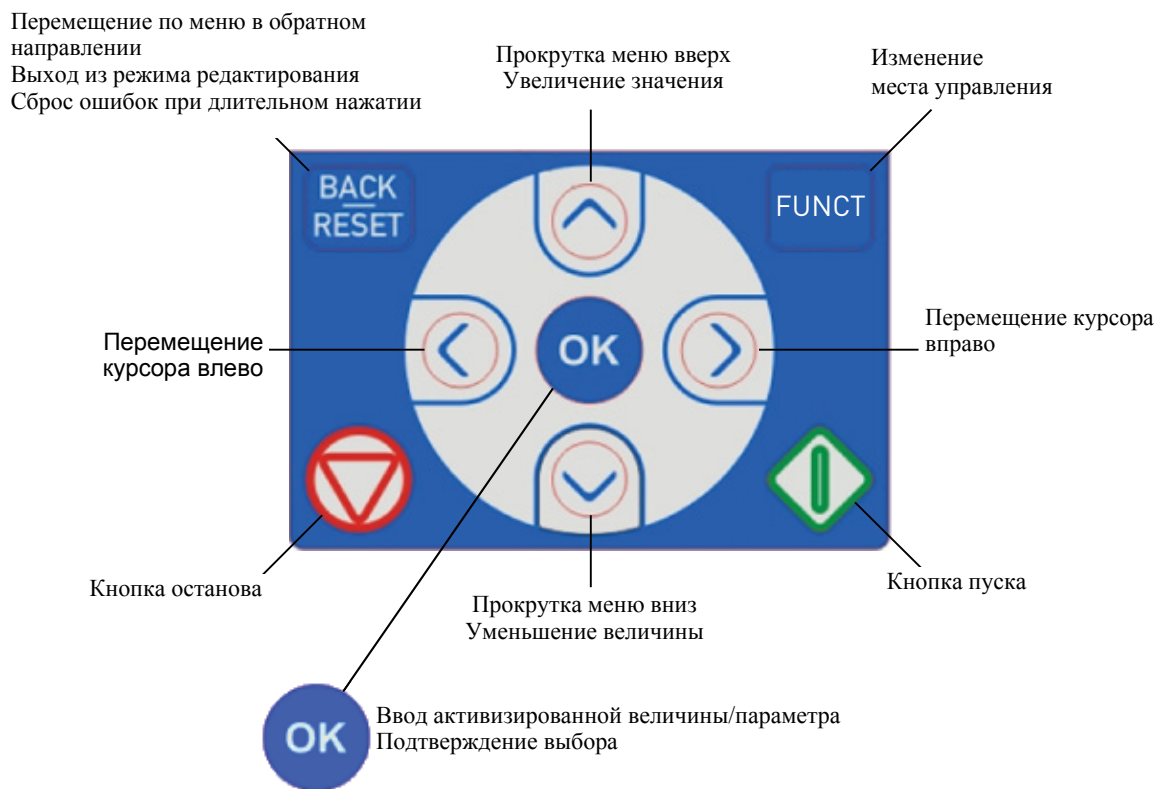 Перемещение по меню в обратном
направлении
Выход из режима редактирования
Сброс ошибок при длительном нажатии
Прокрутка меню вверх
Увеличение значения
Изменение
места управления
BACK
RESET
FUNCT
Перемещение
курсора влево
OK
Перемещение курсора
вправо
Кнопка останова
Прокрутка меню вниз
Уменьшение величины
Кнопка пуска
OK
Ввод активизированной величины/параметра
Подтверждение выбора